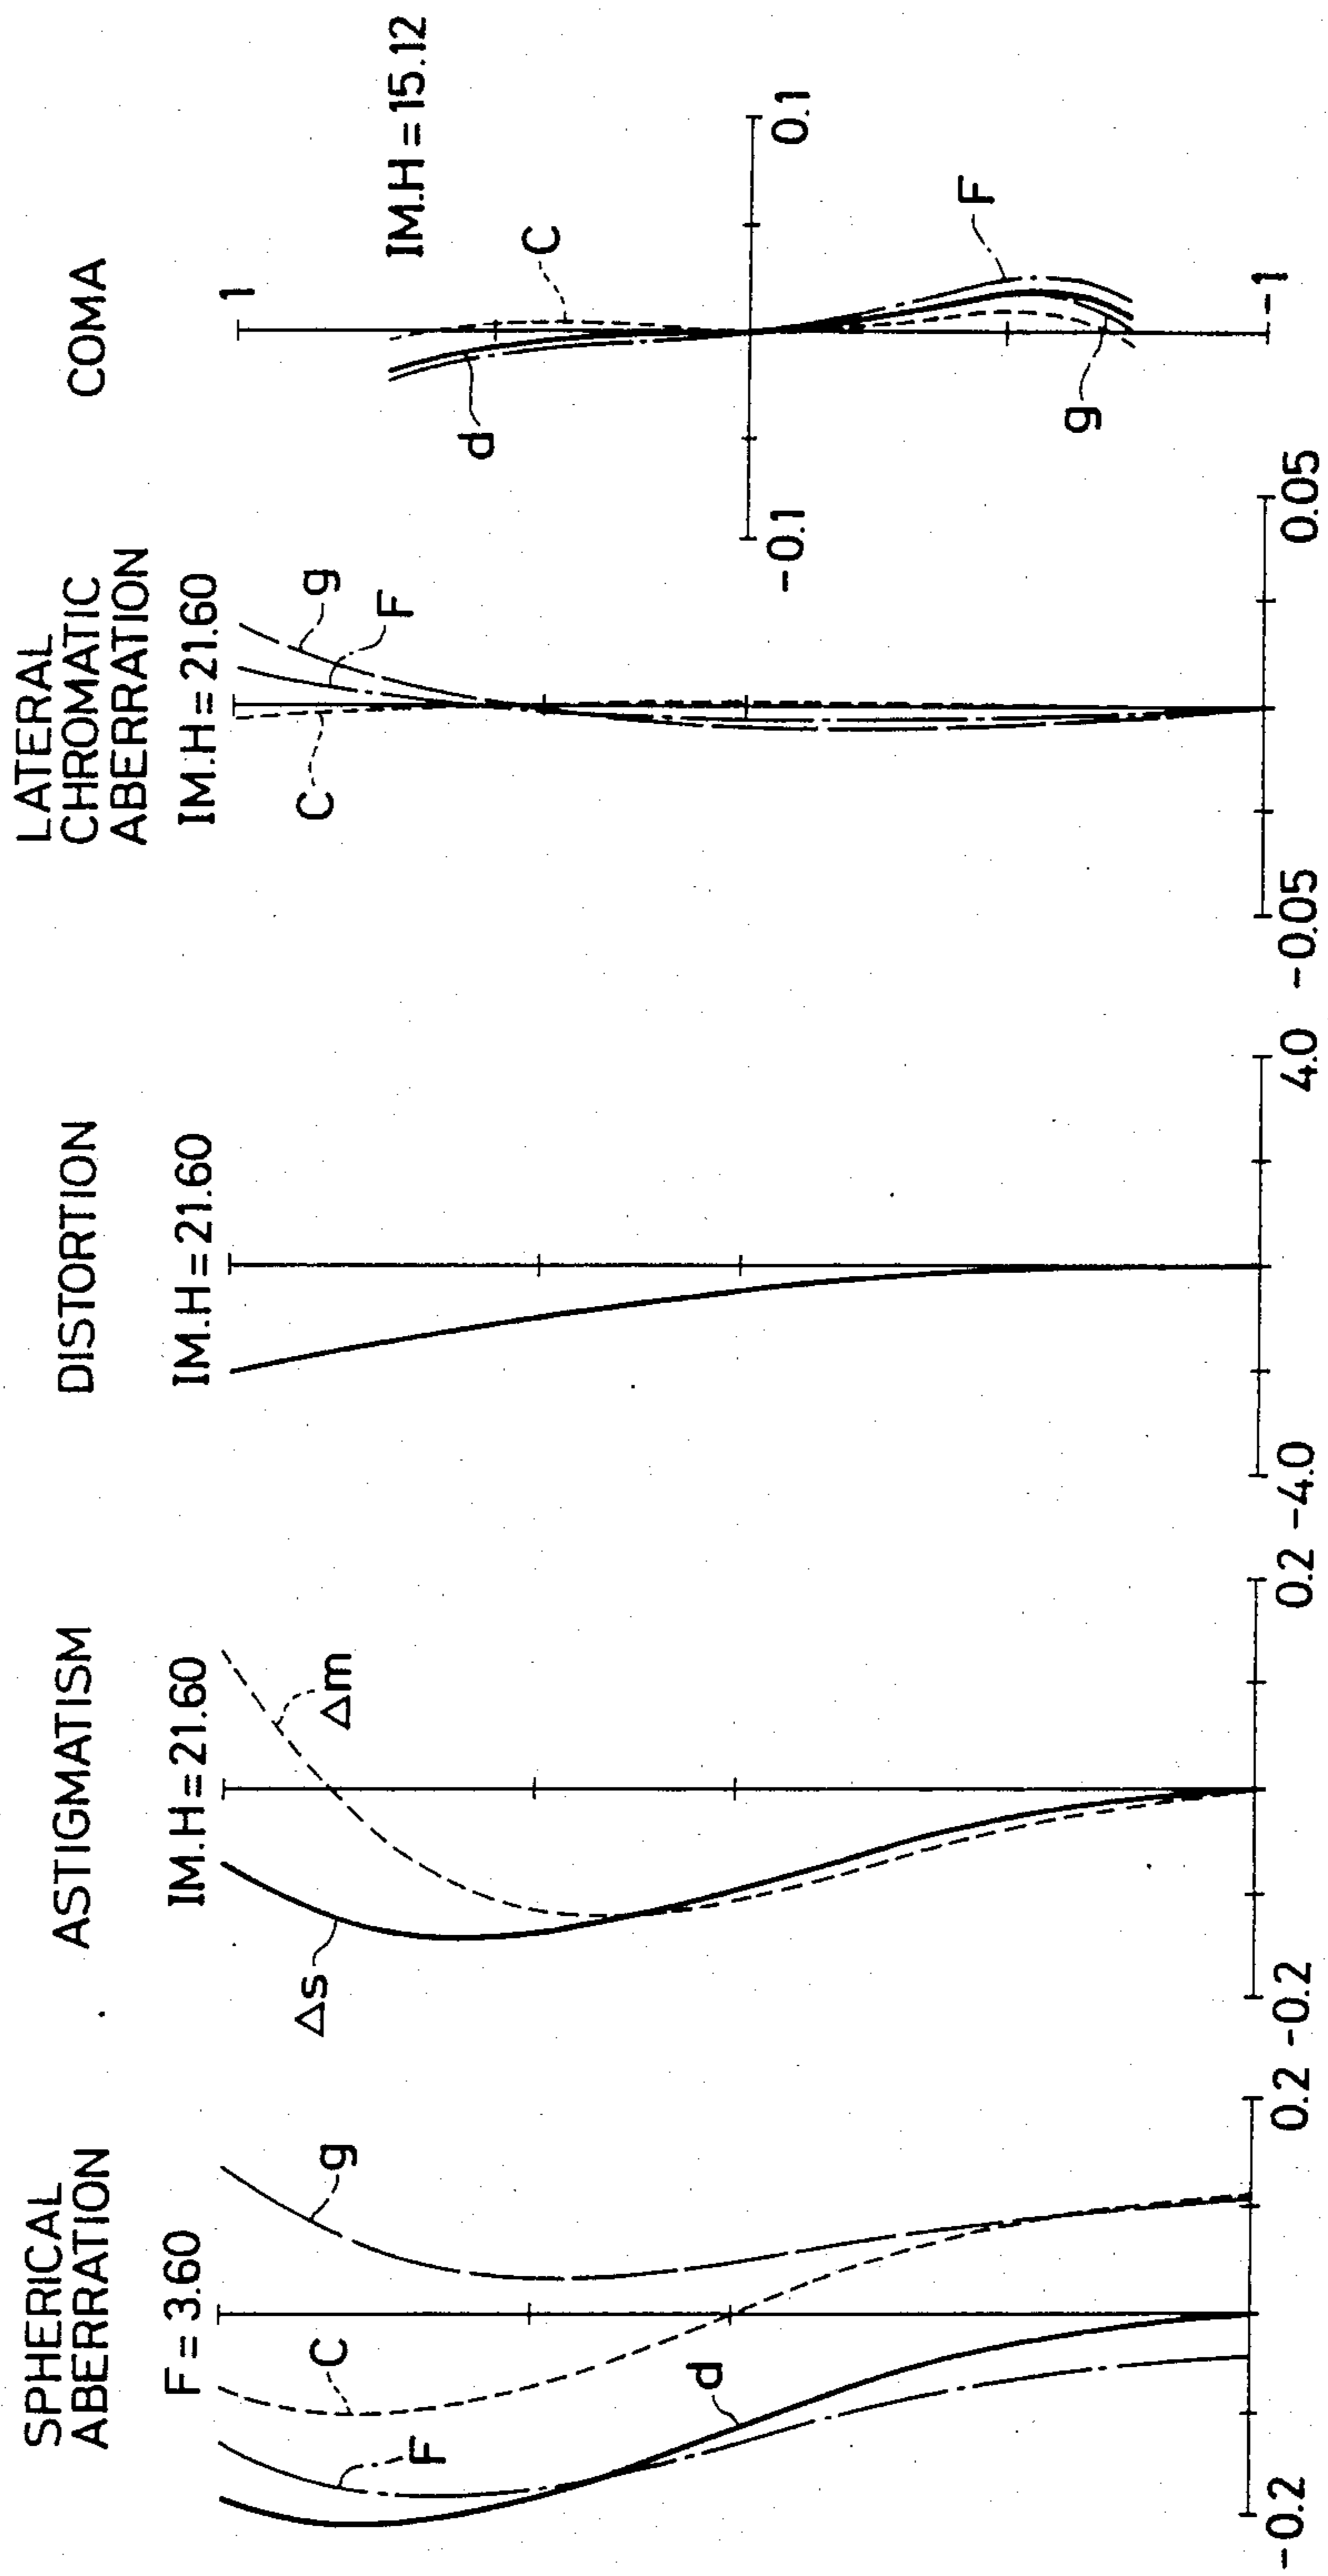 SPHERICAL
ABERRATION
F = 3.60
C
F
g
d
-0.2
0.2
ASTIGMATISM
IM.H = 21.60
Δs
Δm
-0.2
0.2
DISTORTION
IM.H = 21.60
-4.0
4.0
LATERAL
CHROMATIC
ABERRATION
IM.H = 21.60
C
F
g
-0.05
0.05
COMA
IM.H = 15.12
1
C
d
-0.1
0.1
F
g
-1